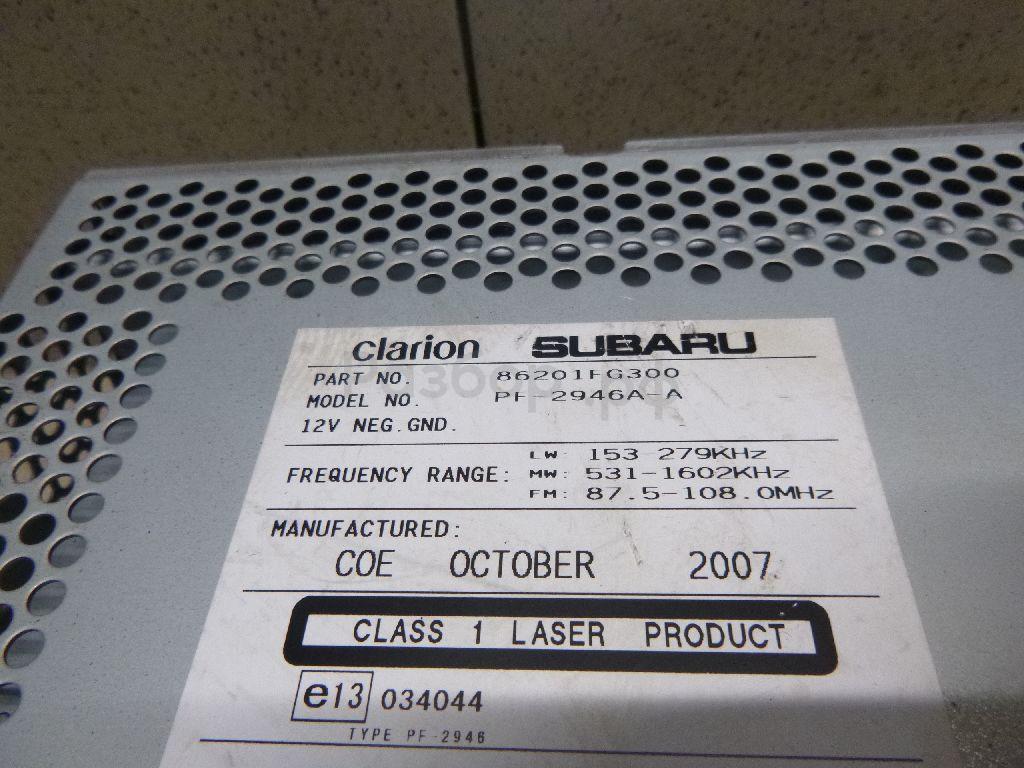 clarion SUBARU
PART NO. 86201FG300
MODEL NO. PF-2946A-A
12V NEG.GND.
FREQUENCY RANGE: LW: 153-279KHz
MW: 531-1602KHz
FM: 87.5-108.0MHz
MANUFACTURED:
COE OCTOBER 2007
CLASS 1 LASER PRODUCT
e13 034044
TYPE PF-2946